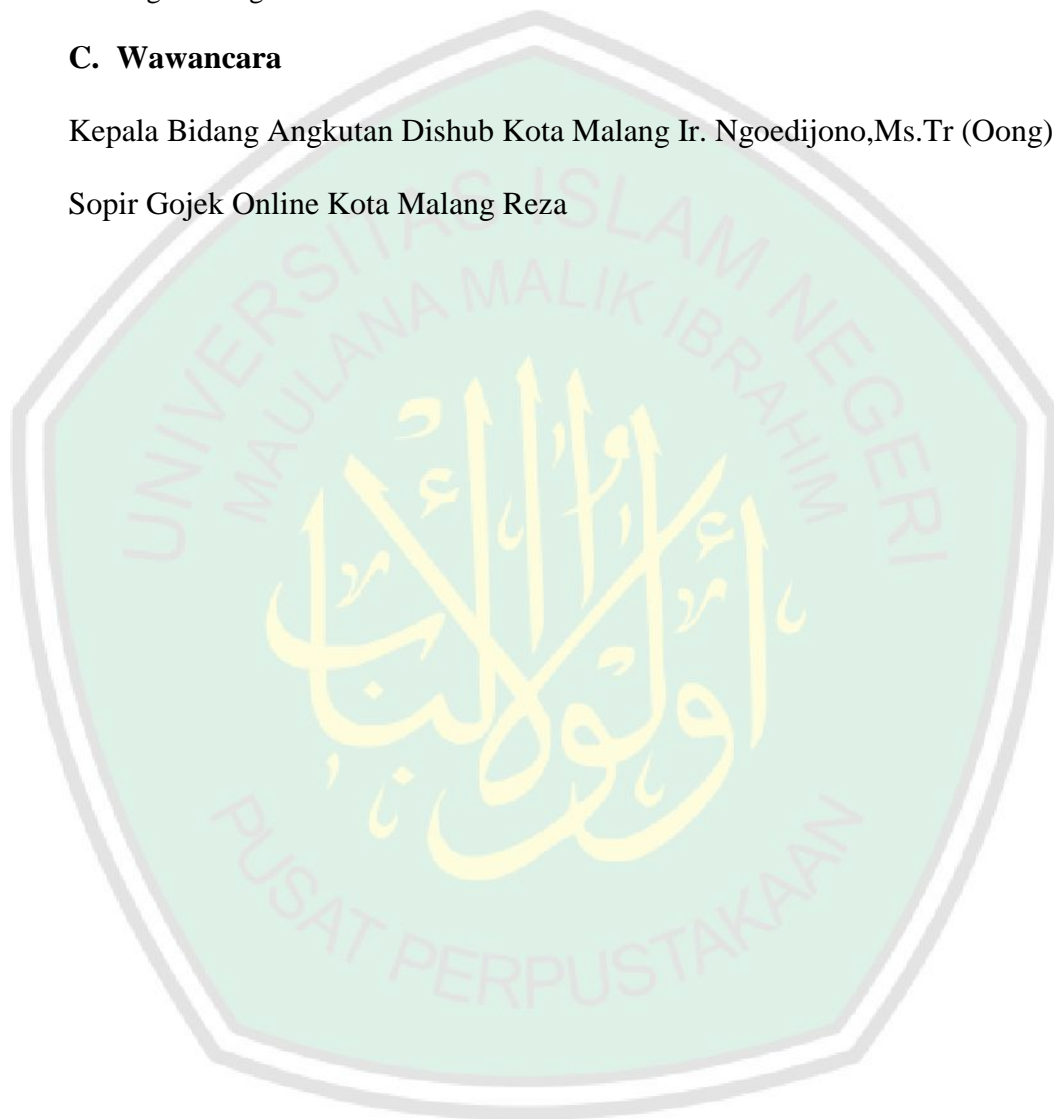 C. Wawancara
Kepala Bidang Angkutan Dishub Kota Malang Ir. Ngoedijono,Ms.Tr (Oong)
Sopir Gojek Online Kota Malang Reza
UNIVERSITAS ISLAM NEGERI
MAULANA MALIK IBRAHIM
أولوا الألباب
PUSAT PERPUSTAKAAN